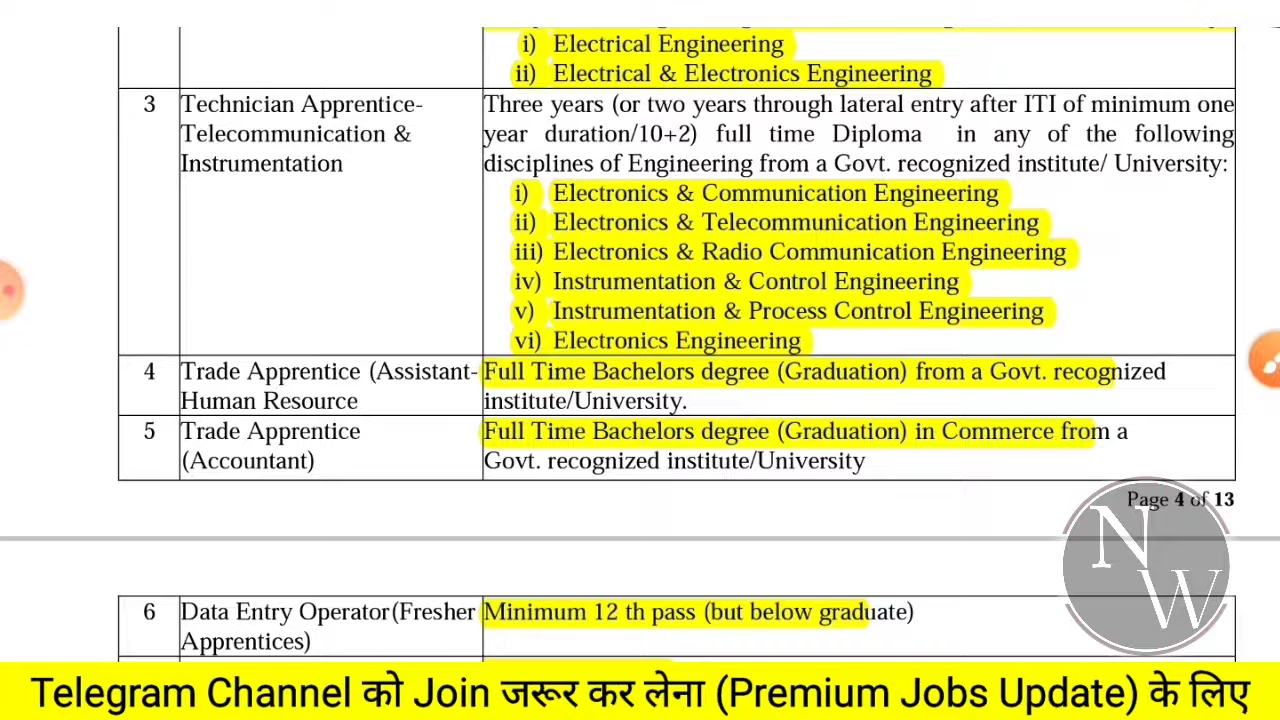 i) Electrical Engineering
ii) Electrical & Electronics Engineering
3 Technician Apprentice- Three years (or two years through lateral entry after ITI of minimum one
Telecommunication & year duration/10+2) full time Diploma in any of the following
Instrumentation disciplines of Engineering from a Govt. recognized institute/ University:
i) Electronics & Communication Engineering
ii) Electronics & Telecommunication Engineering
iii) Electronics & Radio Communication Engineering
iv) Instrumentation & Control Engineering
v) Instrumentation & Process Control Engineering
vi) Electronics Engineering
4 Trade Apprentice (Assistant- Full Time Bachelors degree (Graduation) from a Govt. recognized
Human Resource institute/University.
5 Trade Apprentice Full Time Bachelors degree (Graduation) in Commerce from a
(Accountant) Govt. recognized institute/University
Page 4 of 13
NW
6 Data Entry Operator(Fresher Minimum 12 th pass (but below graduate)
Apprentices)
Telegram Channel को Join जरूर कर लेना (Premium Jobs Update) के लिए